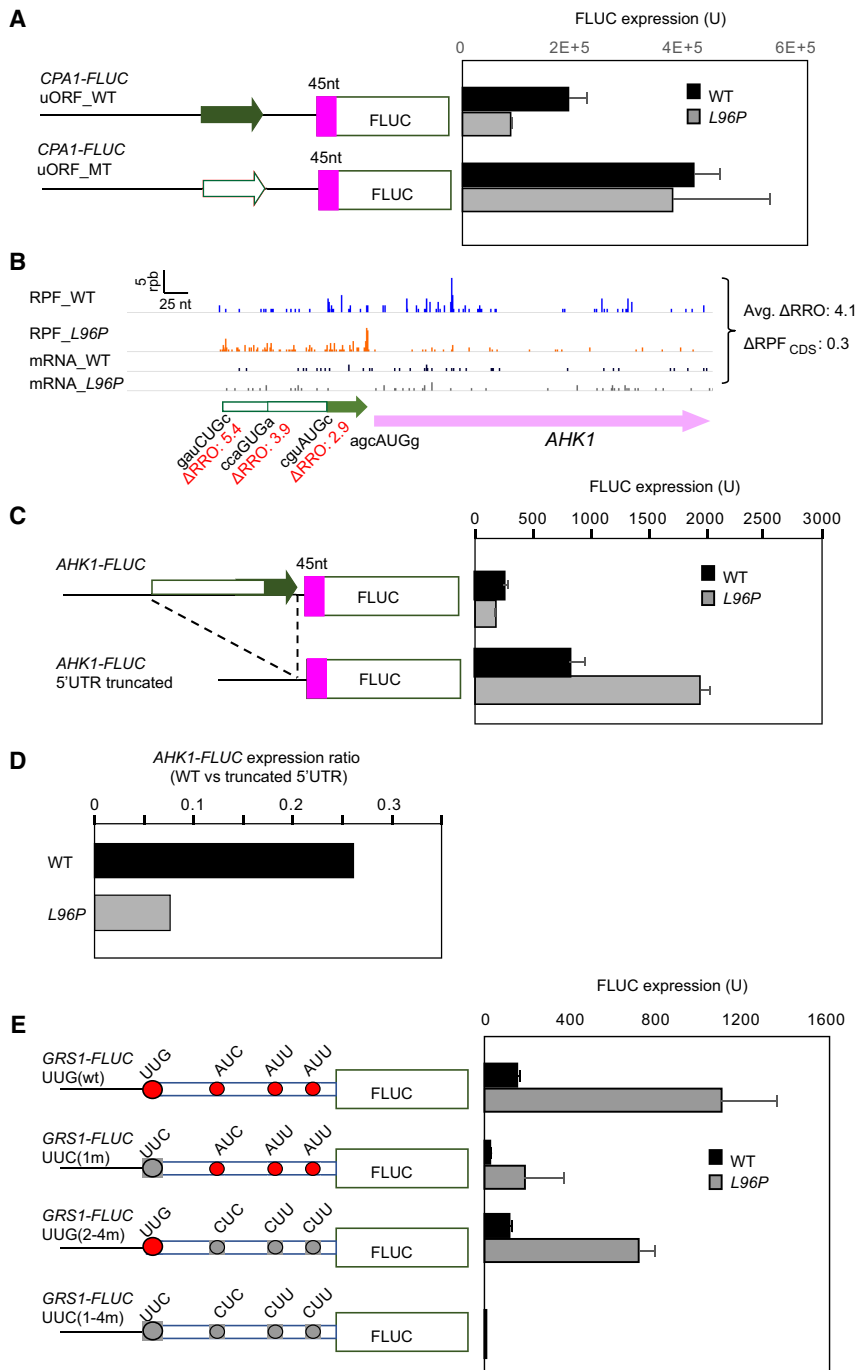 A
FLUC expression (U)
0 2E+5 4E+5 6E+5
CPA1-FLUC
uORF_WT
45nt
FLUC
WT
L96P
CPA1-FLUC
uORF_MT
45nt
FLUC
B
5
rpb
25 nt
RPF_WT
RPF_L96P
mRNA_WT
mRNA_L96P
Avg. ΔRRO: 4.1
ΔRPF CDS : 0.3
gauCUGc
ΔRRO: 5.4
ccaGUGa
ΔRRO: 3.9
cguAUGc
ΔRRO: 2.9
agcAUGg
AHK1
C
FLUC expression (U)
0 500 1000 1500 2000 2500 3000
AHK1-FLUC
45nt
FLUC
WT
L96P
AHK1-FLUC
5'UTR truncated
FLUC
D
AHK1-FLUC expression ratio
(WT vs truncated 5'UTR)
0 0.1 0.2 0.3
WT
L96P
E
FLUC expression (U)
0 400 800 1200 1600
GRS1-FLUC
UUG(wt)
UUG AUC AUU AUU
FLUC
GRS1-FLUC
UUC(1m)
UUC AUC AUU AUU
FLUC
WT
L96P
GRS1-FLUC
UUG(2-4m)
UUG CUC CUU CUU
FLUC
GRS1-FLUC
UUC(1-4m)
UUC CUC CUU CUU
FLUC